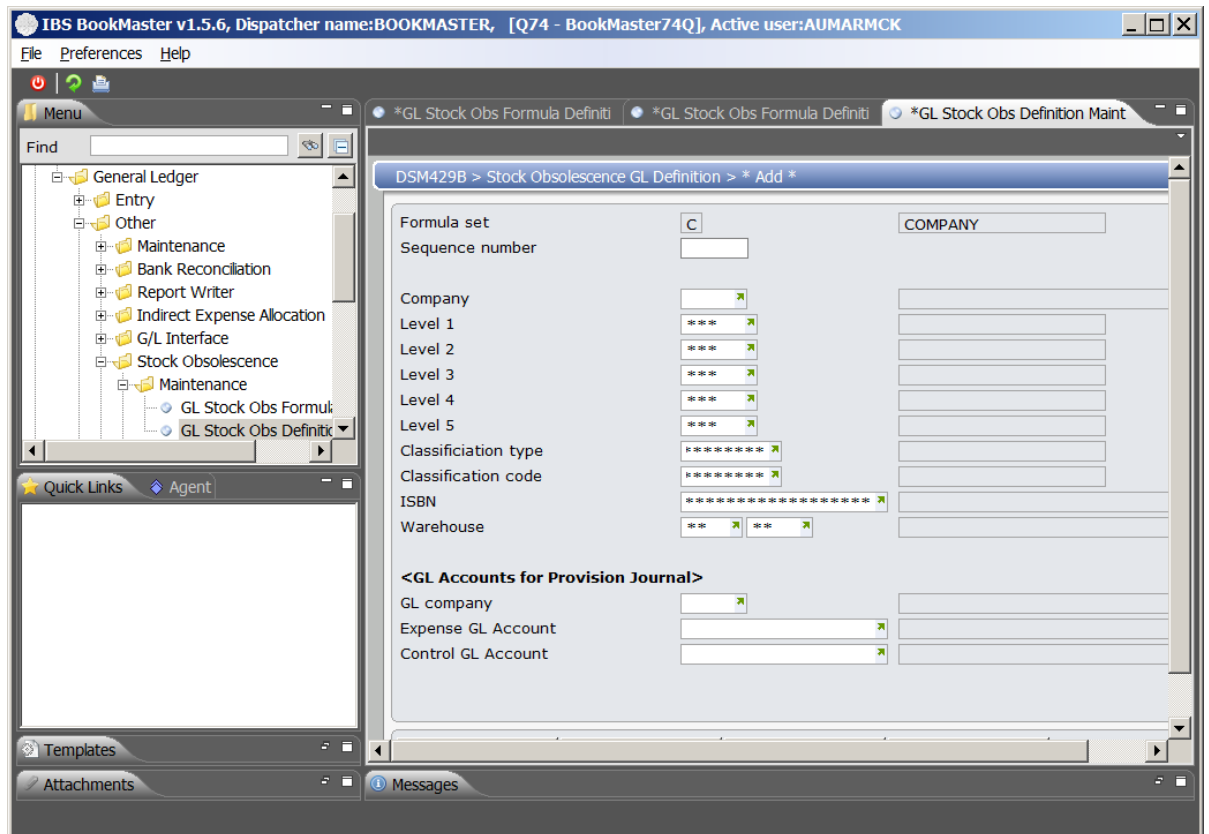 IBS BookMaster v1.5.6, Dispatcher name:BOOKMASTER, [Q74 - BookMaster74Q], Active user:AUMARMCK
File Preferences Help
Menu
*GL Stock Obs Formula Definiti
*GL Stock Obs Formula Definiti
*GL Stock Obs Definition Maint
Find
General Ledger
Entry
Other
Maintenance
Bank Reconciliation
Report Writer
Indirect Expense Allocation
G/L Interface
Stock Obsolescence
Maintenance
GL Stock Obs Formula
GL Stock Obs Definitic
Quick Links
Agent
Templates
Attachments
DSM429B > Stock Obsolescence GL Definition > * Add *
Formula set C COMPANY
Sequence number
Company
Level 1 ***
Level 2 ***
Level 3 ***
Level 4 ***
Level 5 ***
Classificiation type ********
Classification code ********
ISBN ******************
Warehouse ** **
<GL Accounts for Provision Journal>
GL company
Expense GL Account
Control GL Account
Messages